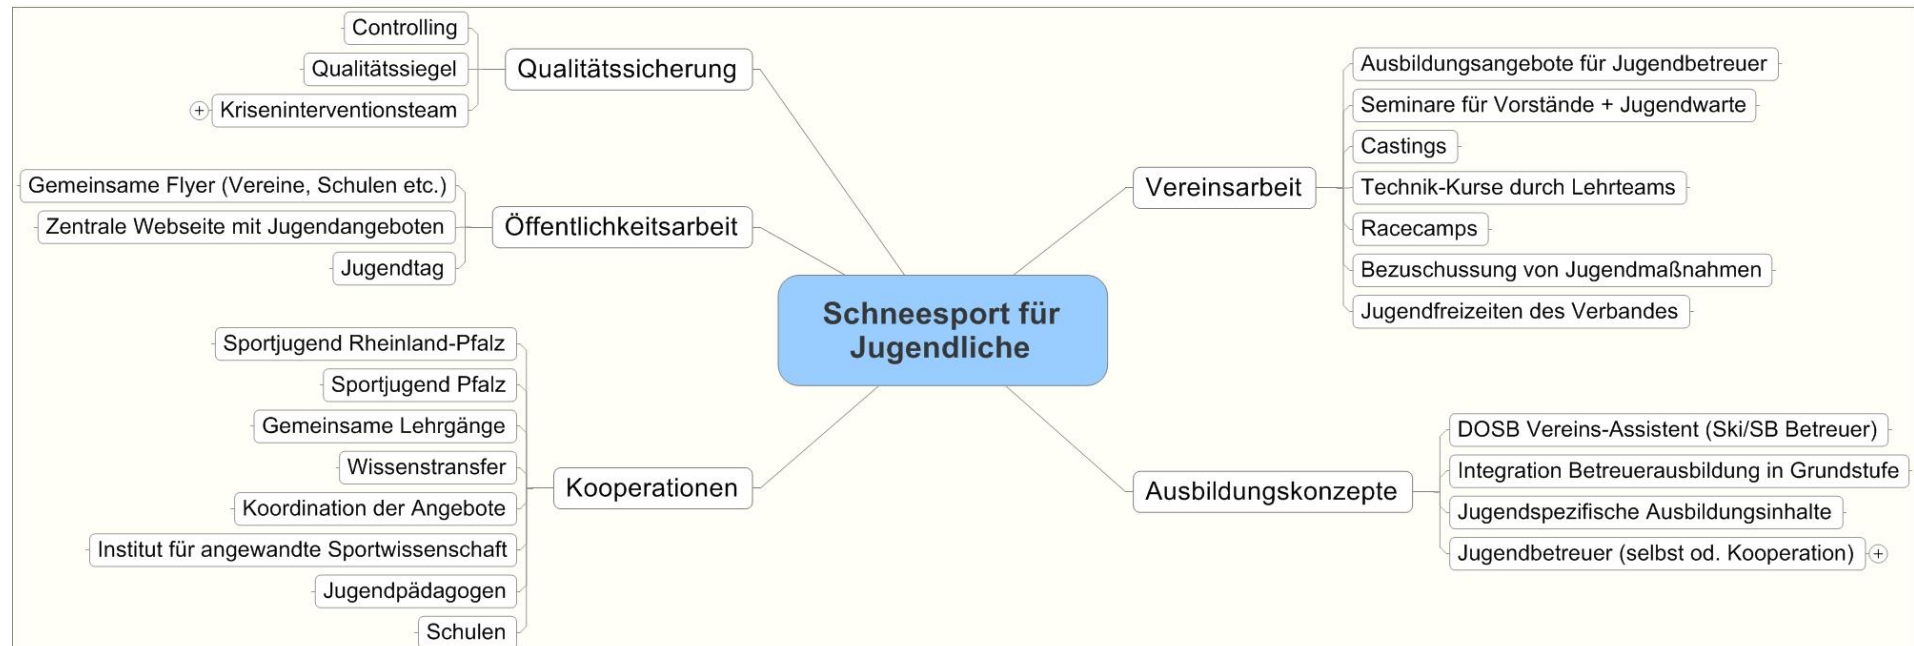 Schneesport für
Jugendliche
Qualitätssicherung
Controlling
Qualitätssiegel
Kriseninterventionsteam
Öffentlichkeitsarbeit
Gemeinsame Flyer (Vereine, Schulen etc.)
Zentrale Webseite mit Jugendangeboten
Jugendtag
Kooperationen
Sportjugend Rheinland-Pfalz
Sportjugend Pfalz
Gemeinsame Lehrgänge
Wissenstransfer
Koordination der Angebote
Institut für angewandte Sportwissenschaft
Jugendpädagogen
Schulen
Vereinsarbeit
Ausbildungsangebote für Jugendbetreuer
Seminare für Vorstände + Jugendwarte
Castings
Technik-Kurse durch Lehrteams
Racecamps
Bezuschussung von Jugendmaßnahmen
Jugendfreizeiten des Verbandes
Ausbildungskonzepte
DOSB Vereins-Assistent (Ski/SB Betreuer)
Integration Betreuerausbildung in Grundstufe
Jugendspezifische Ausbildungsinhalte
Jugendbetreuer (selbst od. Kooperation)